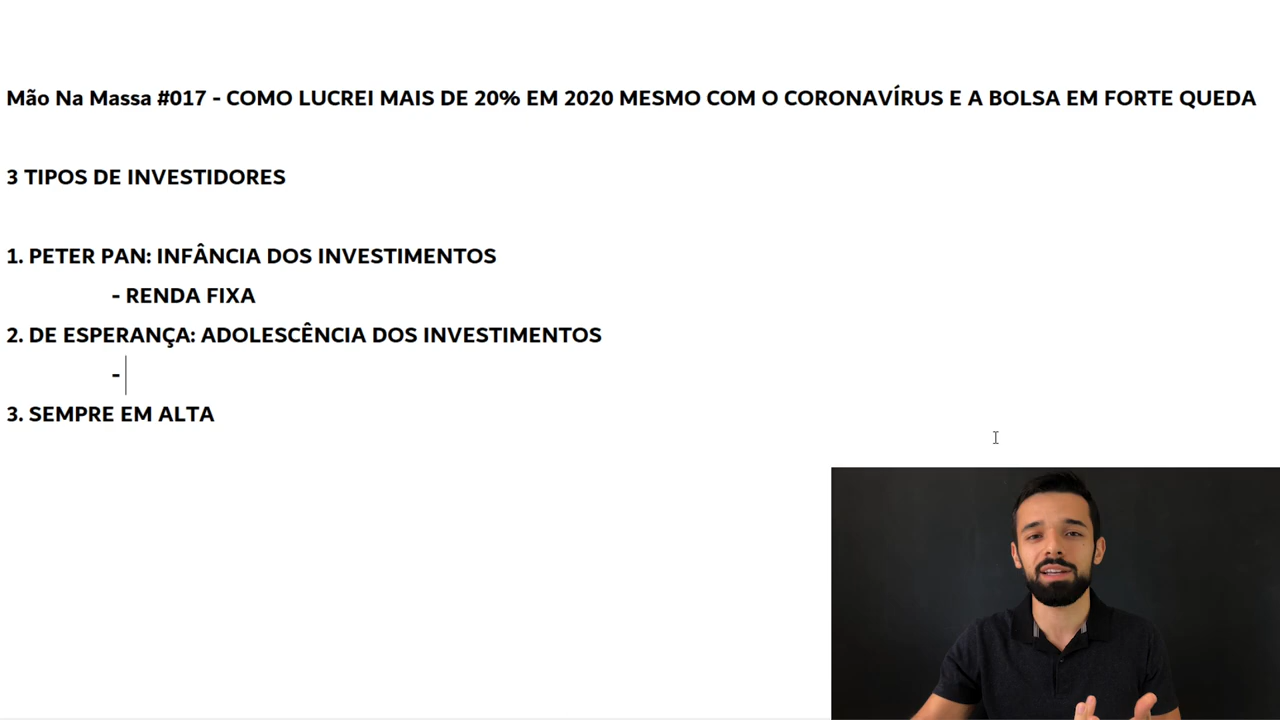 Mão Na Massa #017 - COMO LUCREI MAIS DE 20% EM 2020 MESMO COM O CORONAVÍRUS E A BOLSA EM FORTE QUEDA
3 TIPOS DE INVESTIDORES
1. PETER PAN: INFÂNCIA DOS INVESTIMENTOS
- RENDA FIXA
2. DE ESPERANÇA: ADOLESCÊNCIA DOS INVESTIMENTOS
-
3. SEMPRE EM ALTA